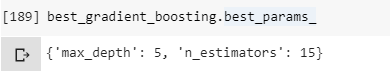 [189] best_gradient_boosting.best_params_
{'max_depth': 5, 'n_estimators': 15}